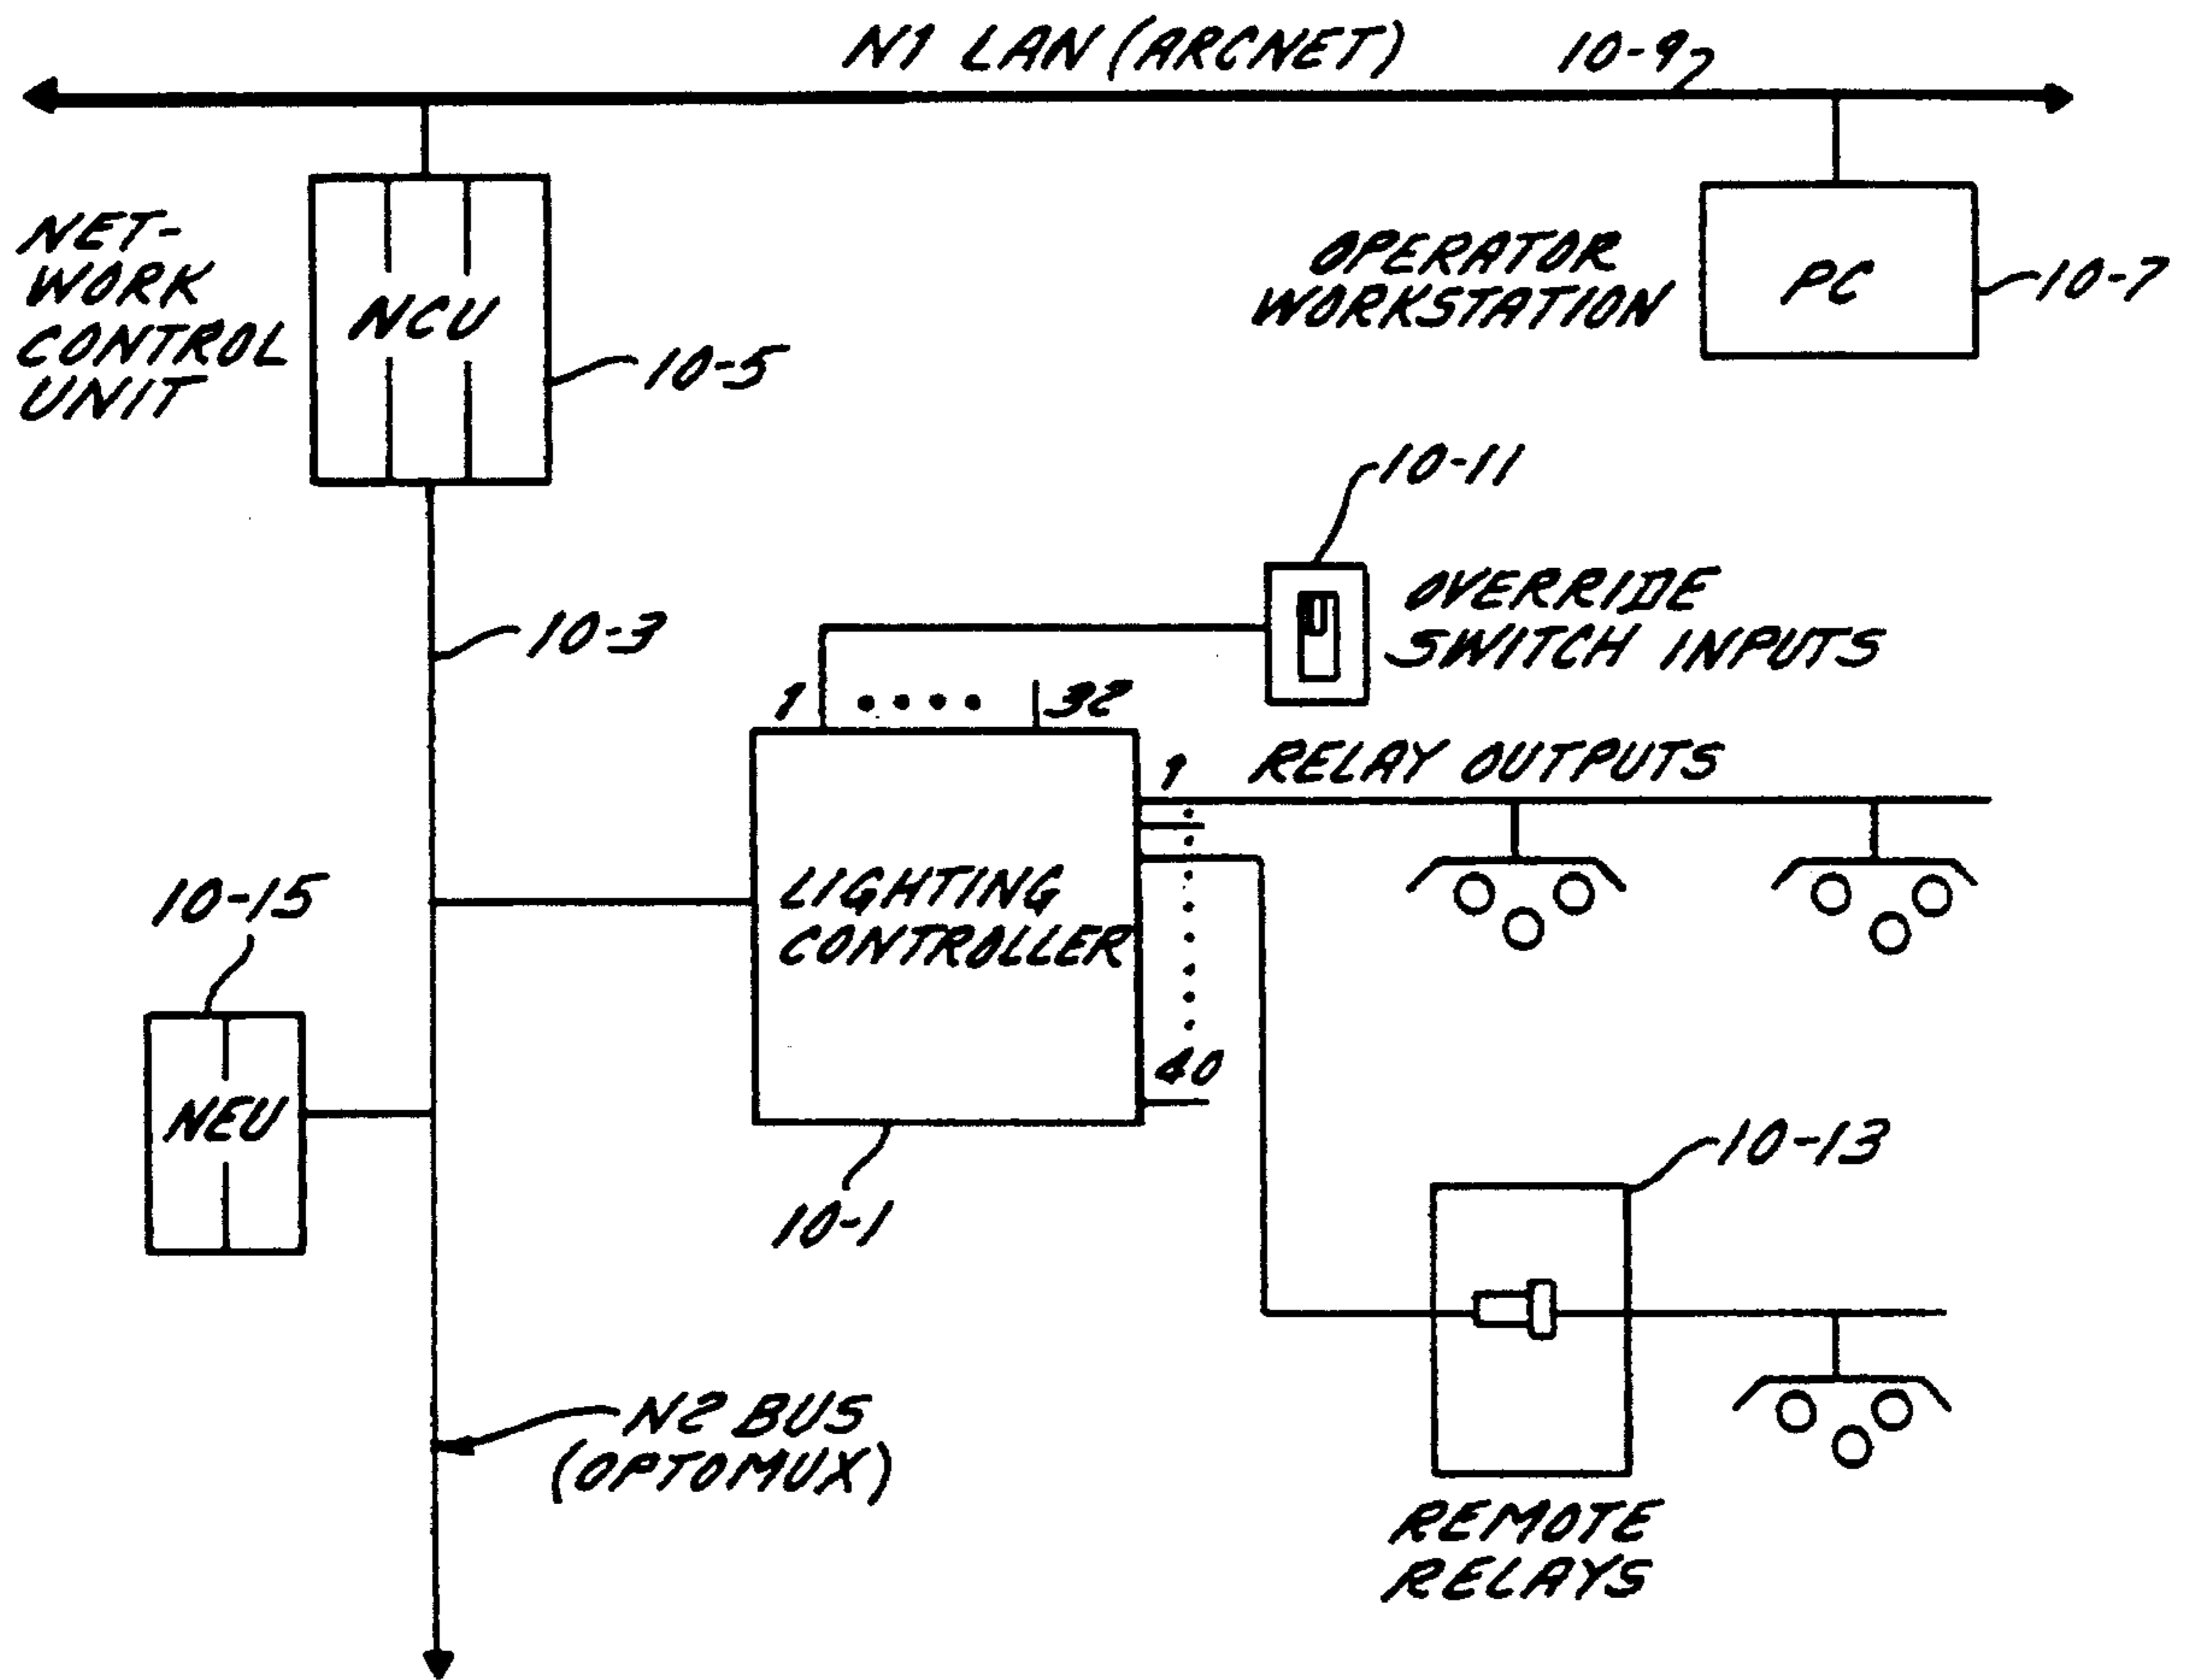 N1 LAN (ARCNET)
10-9
NET-
WORK
CONTROL
UNIT
NCU
10-5
OPERATOR
WORKSTATION
PC
10-7
10-11
OVERRIDE
SWITCH INPUTS
10-3
1
32
1
RELAY OUTPUTS
LIGHTING
CONTROLLER
10-15
NEU
40
10-1
10-13
N2 BUS
(OPTOMUX)
REMOTE
RELAYS